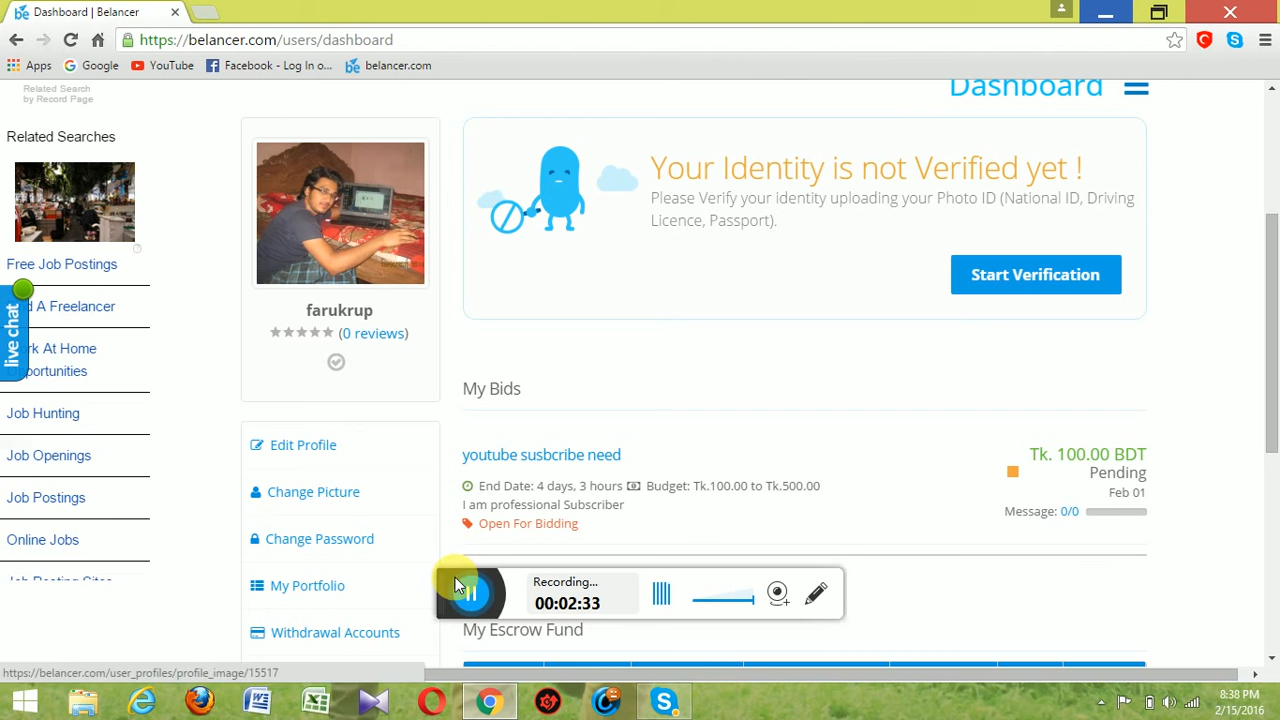 Dashboard | Belancer
https://belancer.com/users/dashboard
Apps
Google
YouTube
Facebook - Log In o...
belancer.com
Related Search
by Record Page
Dashboard
Related Searches
Free Job Postings
d A Freelancer
rk At Home
pportunities
Job Hunting
Job Openings
Job Postings
Online Jobs
Job Posting Sites
live chat
farukrup
(0 reviews)
Edit Profile
Change Picture
Change Password
My Portfolio
Withdrawal Accounts
Your Identity is not Verified yet !
Please Verify your identity uploading your Photo ID (National ID, Driving
Licence, Passport).
Start Verification
My Bids
youtube susbcribe need
Tk. 100.00 BDT
Pending
End Date: 4 days, 3 hours
Budget: Tk.100.00 to Tk.500.00
Feb 01
I am professional Subscriber
Message: 0/0
Open For Bidding
Recording...
00:02:33
My Escrow Fund
https://belancer.com/user_profiles/profile_image/15517
8:38 PM
2/15/2016